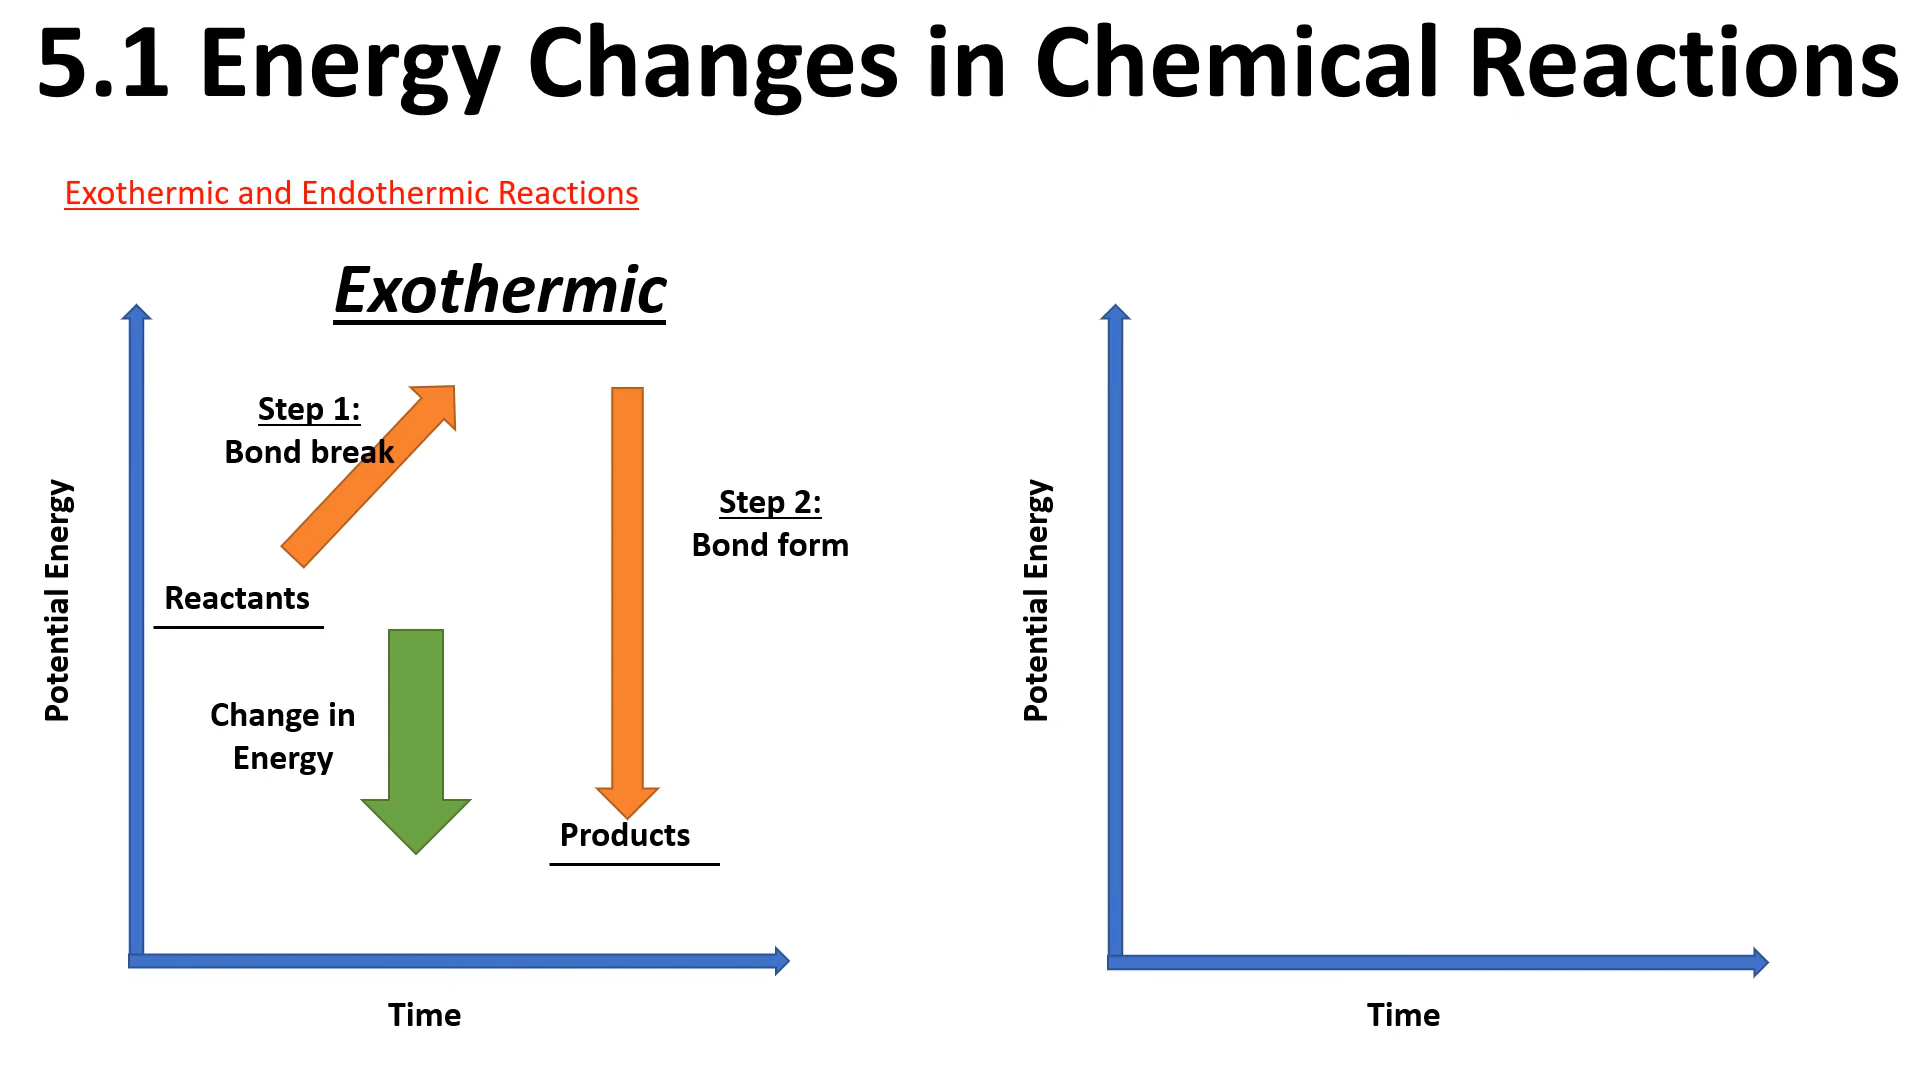 5.1 Energy Changes in Chemical Reactions
Exothermic and Endothermic Reactions
Exothermic
Step 1:
Bond break
Step 2:
Bond form
Reactants
Change in
Energy
Products
Potential Energy
Time
Potential Energy
Time